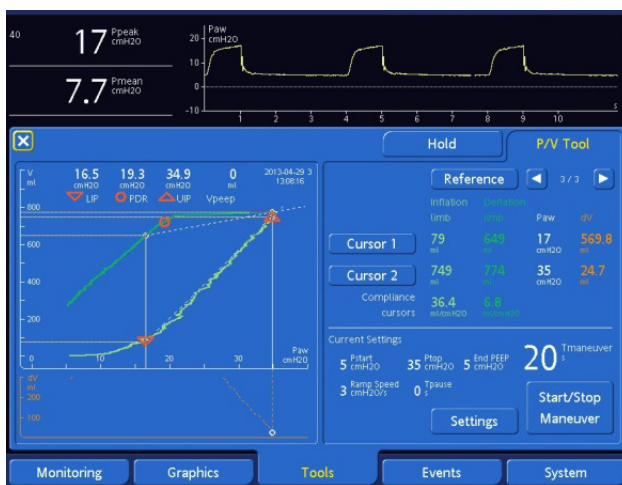 40 17 Ppeak cmH2O
7.7 Pmean cmH2O
Paw
cmH2O
20
0
-10
1 2 3 4 5 6 7 8 9 10 s
X
Hold P/V Tool
V ml 16.5 cmH2O 19.3 cmH2O 34.9 cmH2O 0 ml 2013-04-29 3 13:08:16
LIP PDR UIP Vpeep
800
600
400
200
0 10 20 30 Paw cmH2O
dV
ml
200
100
Reference 3 / 3
Inflation limb Deflation limb Paw dV
Cursor 1 79 ml 649 ml 17 cmH2O 569.8 ml
Cursor 2 749 ml 774 ml 35 cmH2O 24.7 ml
Compliance cursors 36.4 ml/cmH2O 6.8 ml/cmH2O
Current Settings
5 Pstart cmH2O 35 Ptop cmH2O 5 End PEEP cmH2O 20 Tmaneuver s
3 Ramp Speed cmH2O/s 0 Tpause s
Settings
Start/Stop
Maneuver
Monitoring Graphics Tools Events System